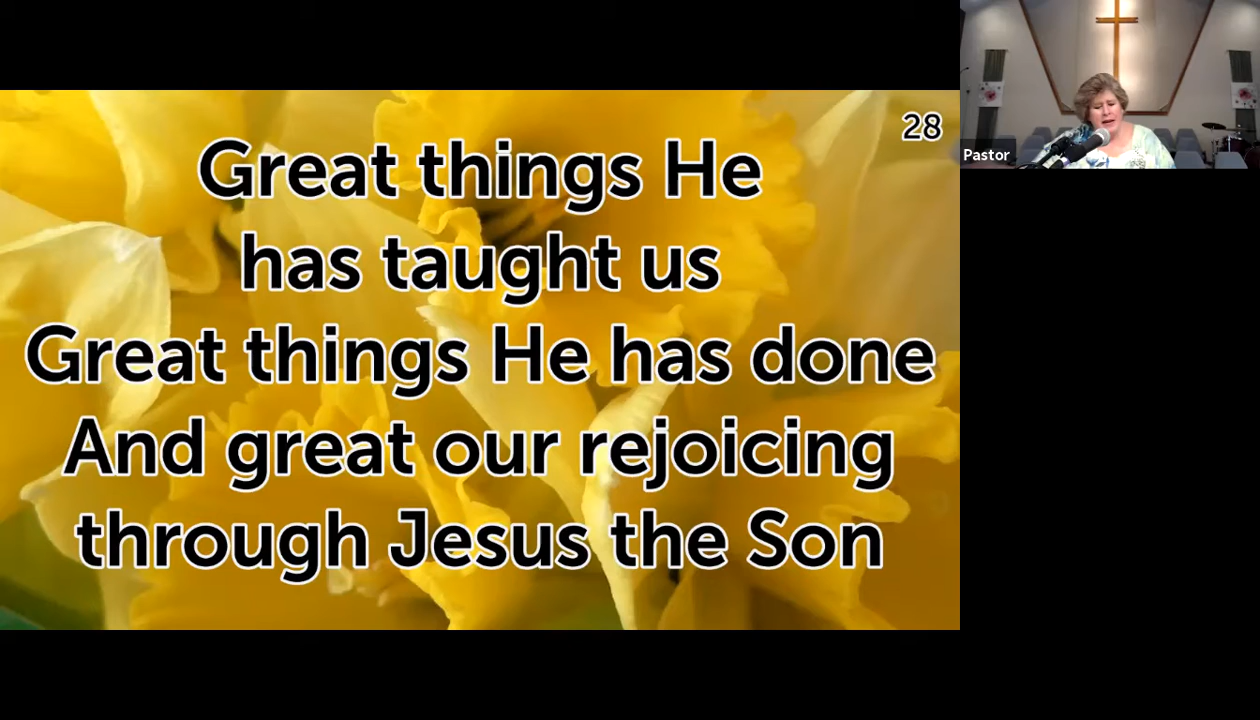 28
Great things He
has taught us
Great things He has done
And great our rejoicing
through Jesus the Son
Pastor